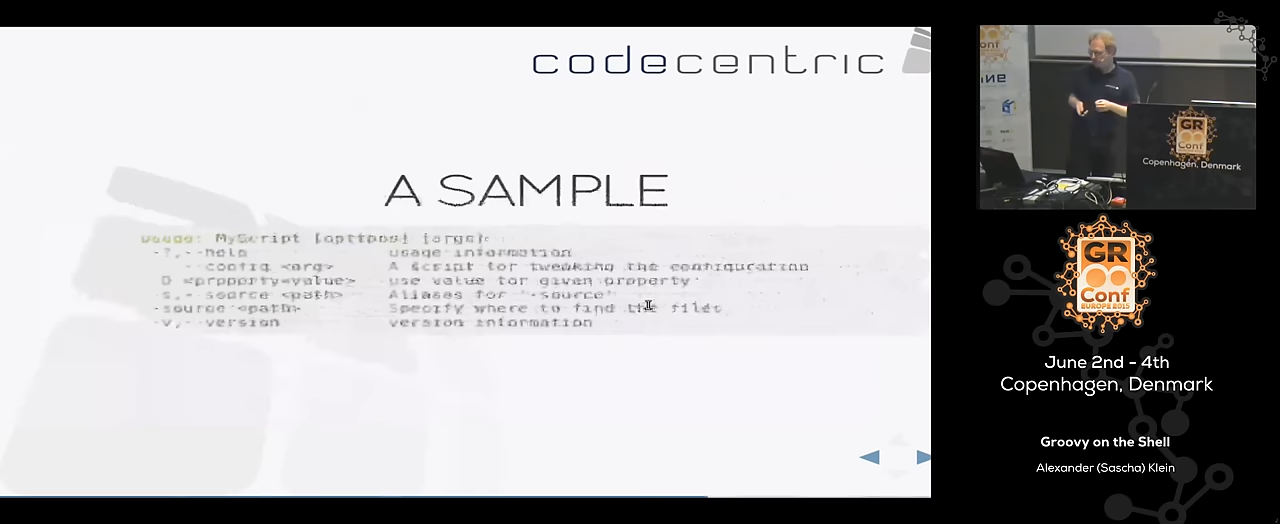 codecentric
A SAMPLE
usage: MyScript [options] [args]
-?,--help usage information
--config <arg> A Script for tweaking the configuration
D <property=value> use value for given property
-s,--source <path> Aliases for "-source"
-source <path> Specify where to find the files
-v,--version version information
GR
Conf
Copenhagen, Denmark
GR
Conf
EUROPE 2015
June 2nd - 4th
Copenhagen, Denmark
Groovy on the Shell
Alexander (Sascha) Klein